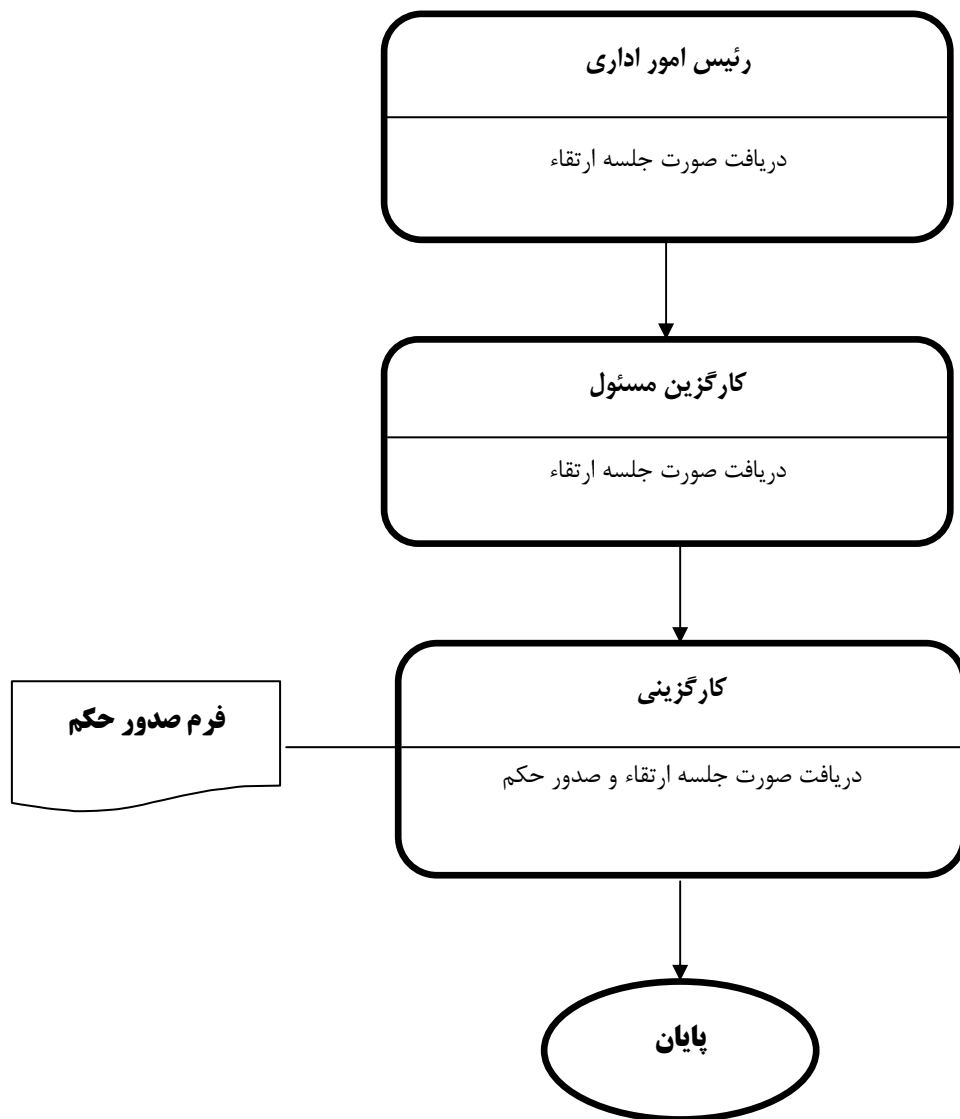 رئیس امور اداری
دریافت صورت جلسه ارتقاء
کارگزین مسئول
دریافت صورت جلسه ارتقاء
کارگزینی
فرم صدور حکم
دریافت صورت جلسه ارتقاء و صدور حکم
پایان